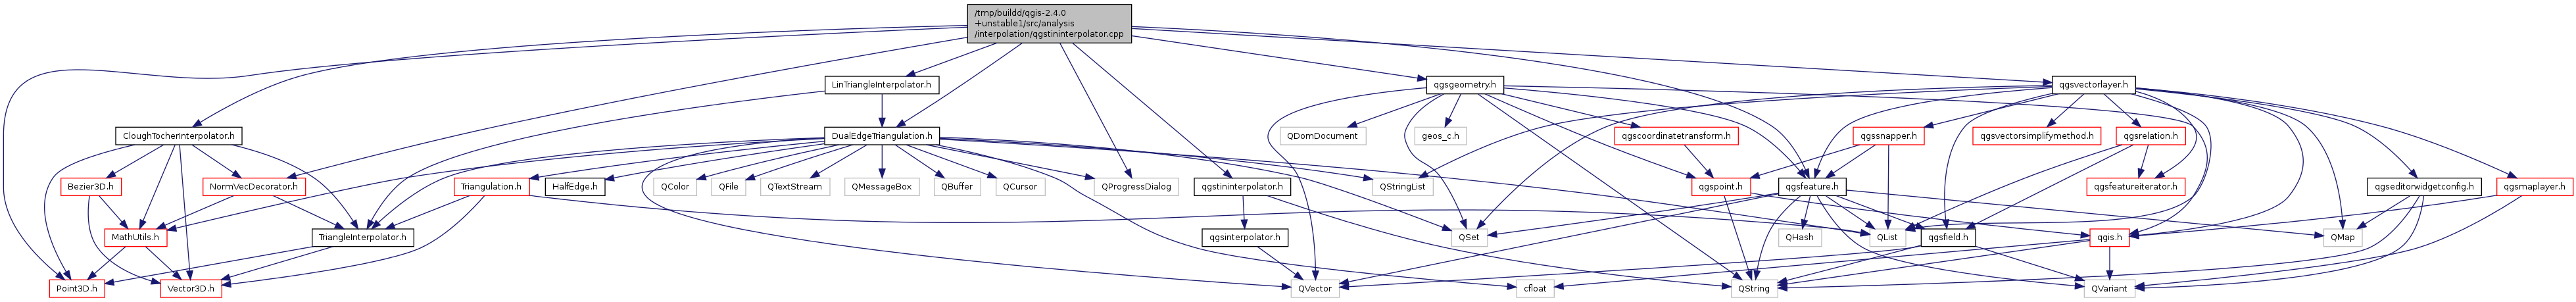 /tmp/buildd/qgis-2.4.0
+unstable1/src/analysis
/interpolation/qgstininterpolator.cpp
LinTriangleInterpolator.h
qgsgeometry.h
qgsvectorlayer.h
CloughTocherInterpolator.h
DualEdgeTriangulation.h
QDomDocument
geos_c.h
qgscoordinatetransform.h
qgssnapper.h
qgsvectorsimplifymethod.h
qgsrelation.h
Bezier3D.h
NormVecDecorator.h
Triangulation.h
HalfEdge.h
QColor
QFile
QTextStream
QMessageBox
QBuffer
QCursor
QProgressDialog
qgstininterpolator.h
QStringList
qgspoint.h
qgsfeature.h
qgsfeatureiterator.h
qgseditorwidgetconfig.h
qgsmaplayer.h
MathUtils.h
TriangleInterpolator.h
qgsinterpolator.h
QSet
QHash
QList
qgsfield.h
qgis.h
QMap
Point3D.h
Vector3D.h
QVector
cfloat
QString
QVariant